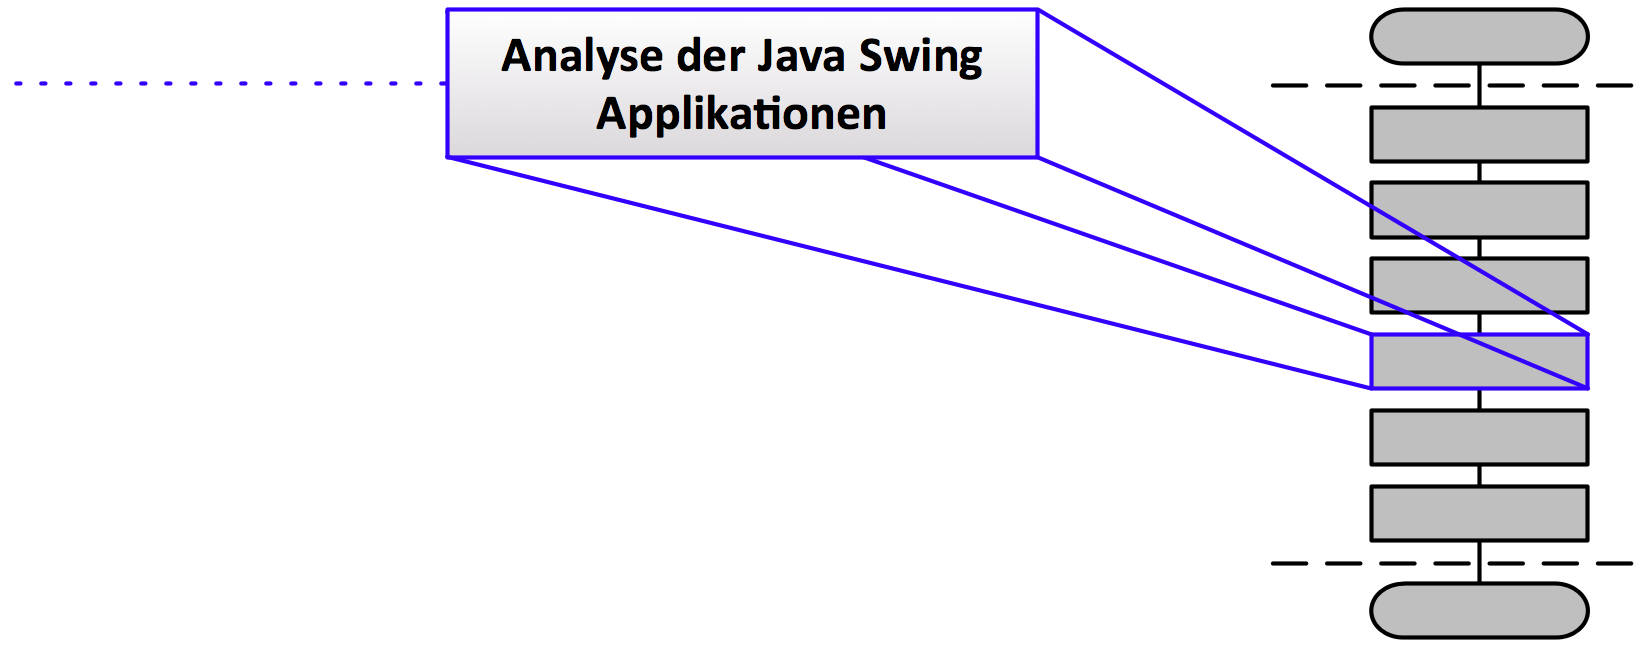 Analyse der Java Swing
Applikationen